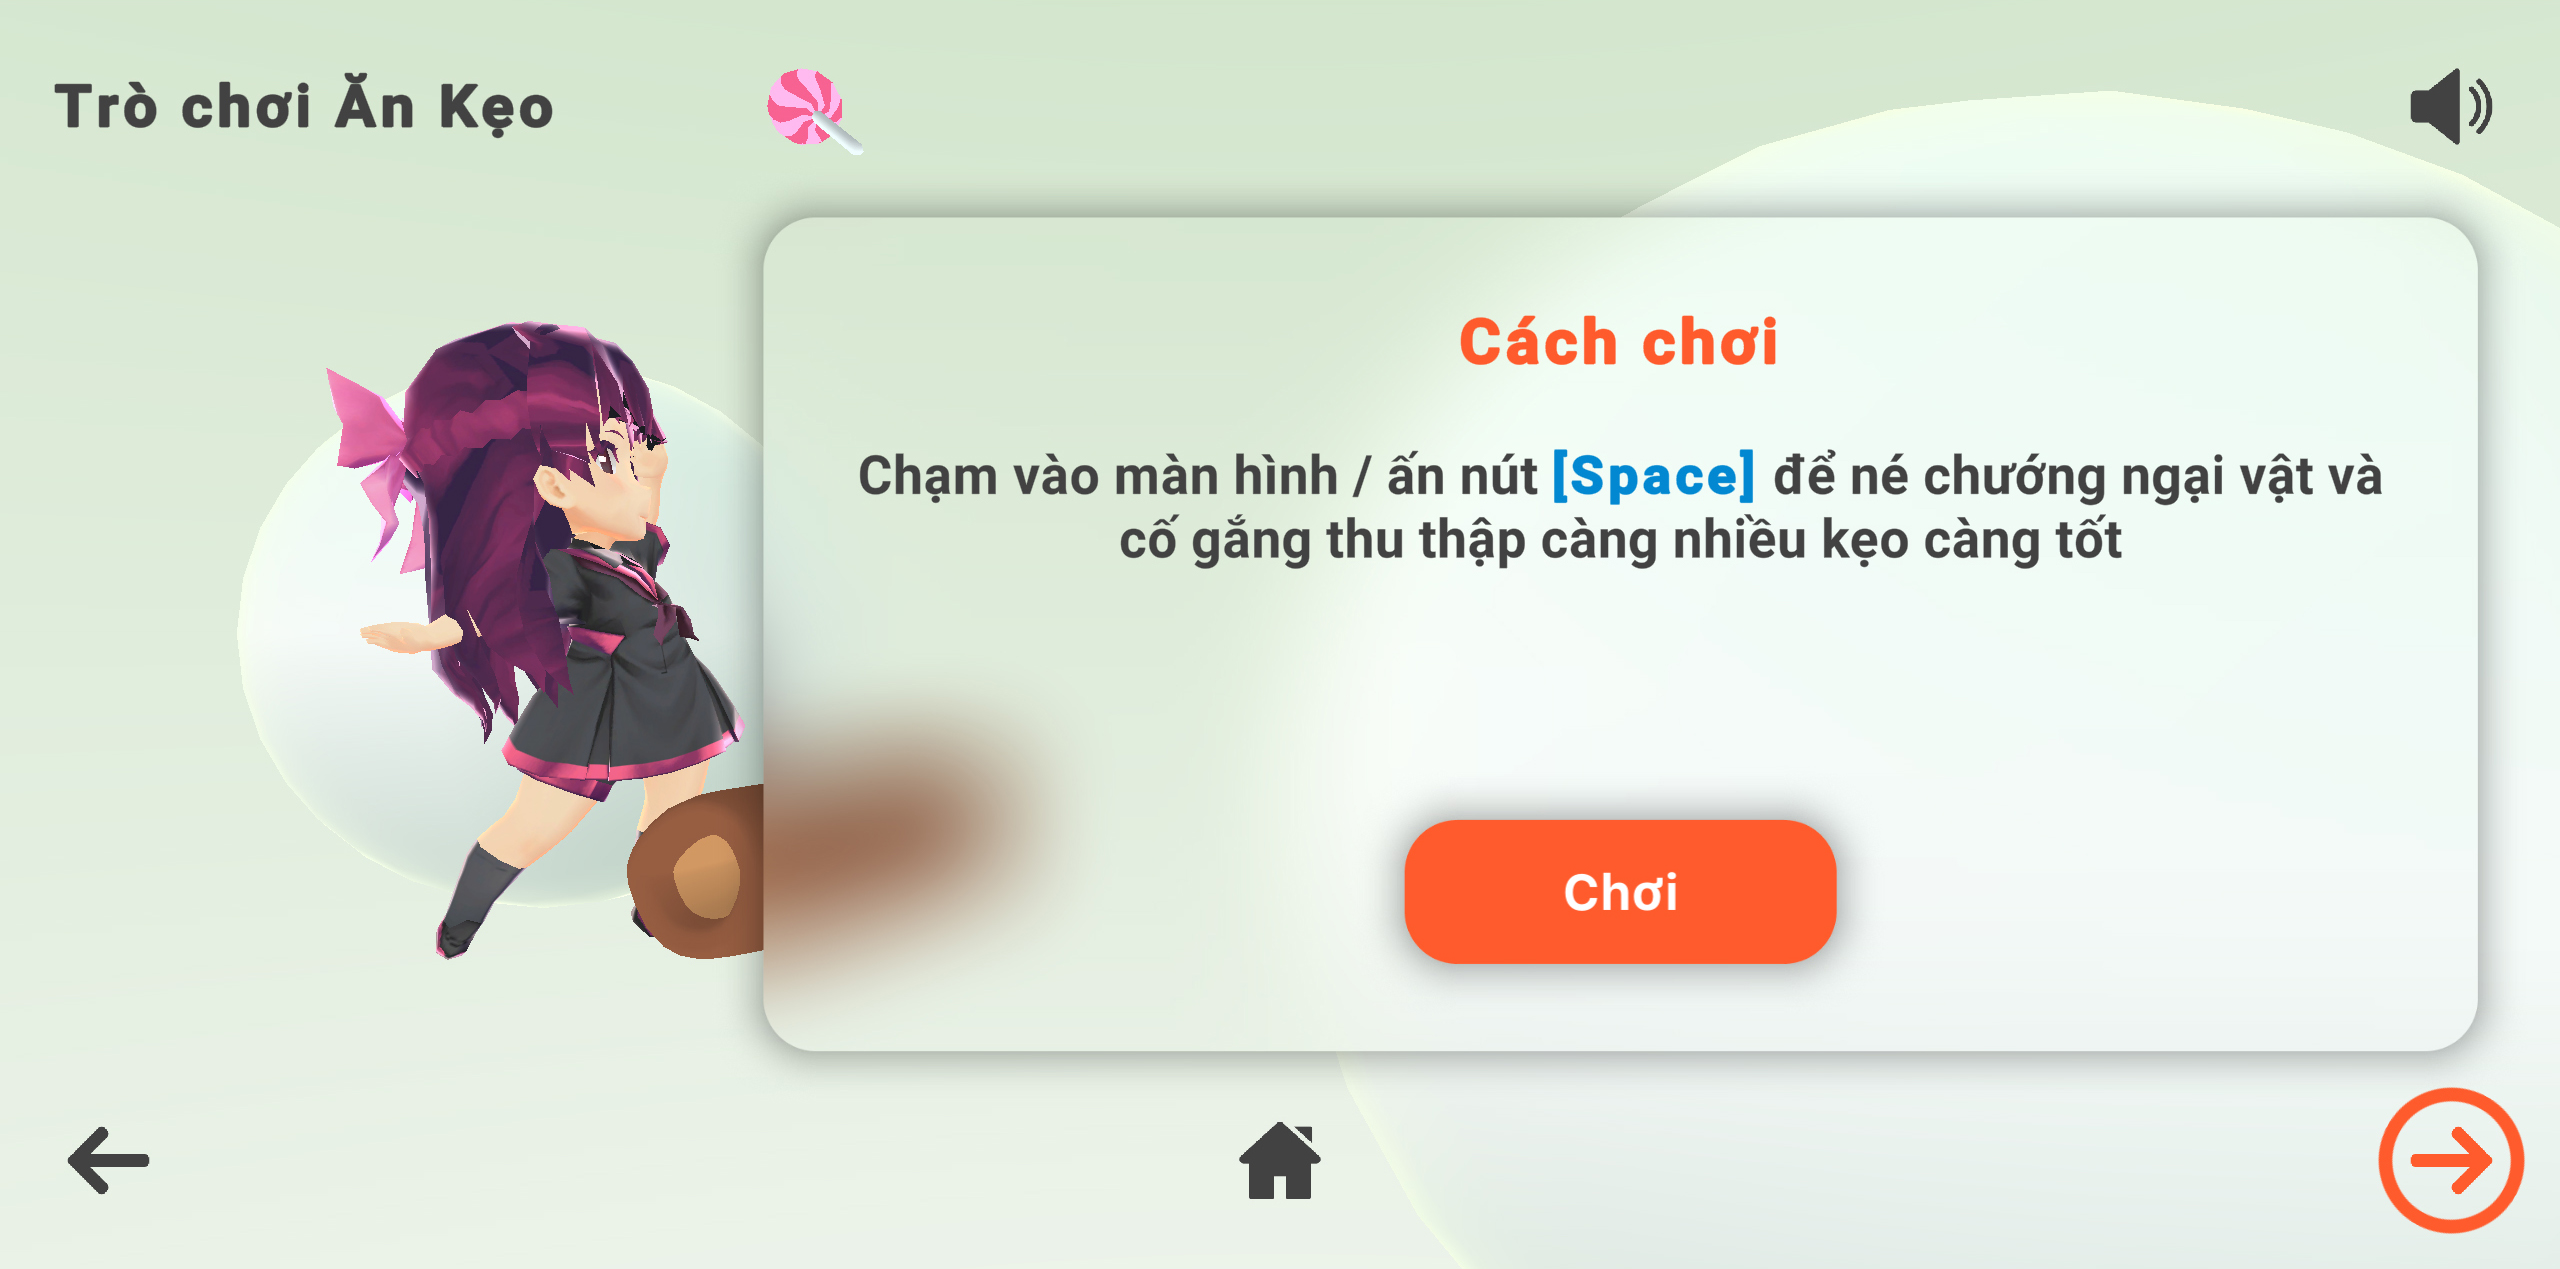 Trò chơi Ăn Kẹo
Cách chơi
Chạm vào màn hình / ấn nút [Space] để né chướng ngại vật và
cố gắng thu thập càng nhiều kẹo càng tốt
Chơi